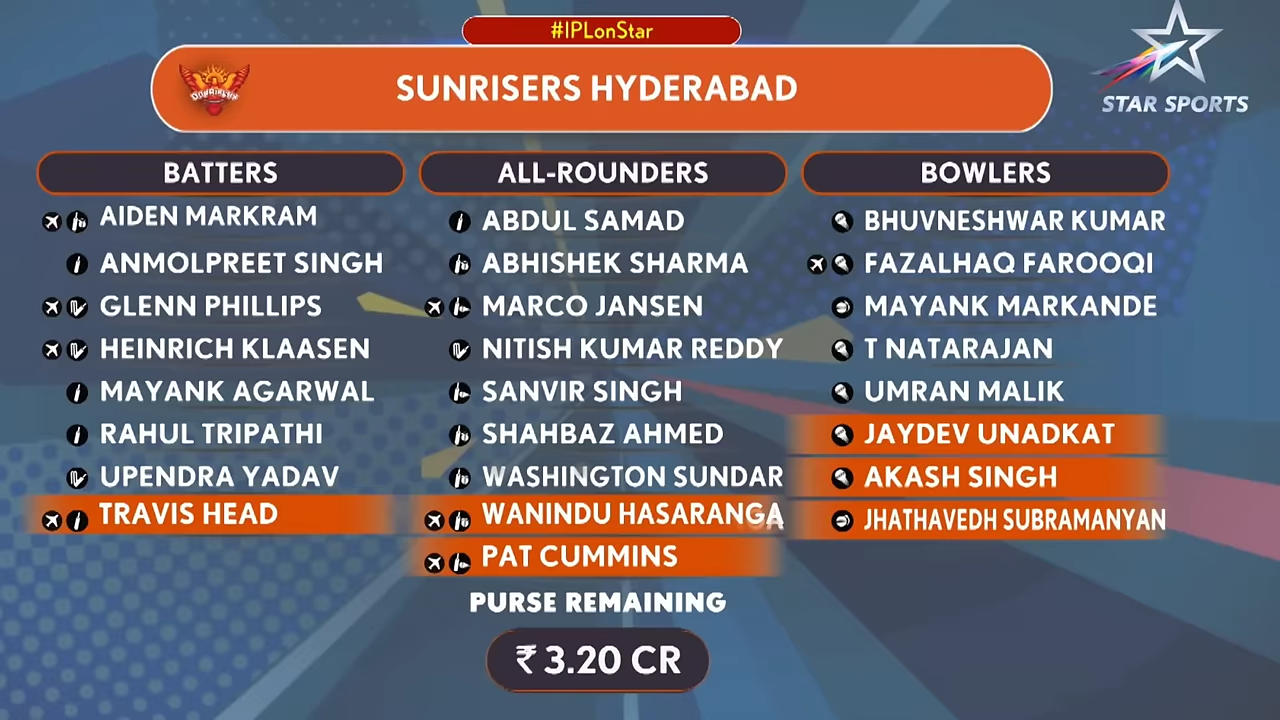 #IPLonStar
SUNRISERS HYDERABAD
STAR SPORTS
BATTERS
AIDEN MARKRAM
ANMOLPREET SINGH
GLENN PHILLIPS
HEINRICH KLAASEN
MAYANK AGARWAL
RAHUL TRIPATHI
UPENDRA YADAV
TRAVIS HEAD
ALL-ROUNDERS
ABDUL SAMAD
ABHISHEK SHARMA
MARCO JANSEN
NITISH KUMAR REDDY
SANVIR SINGH
SHAHBAZ AHMED
WASHINGTON SUNDAR
WANINDU HASARANGA
PAT CUMMINS
BOWLERS
BHUVNESHWAR KUMAR
FAZALHAQ FAROOQI
MAYANK MARKANDE
T NATARAJAN
UMRAN MALIK
JAYDEV UNADKAT
AKASH SINGH
JHATHAVEDH SUBRAMANYAN
PURSE REMAINING
₹ 3.20 CR